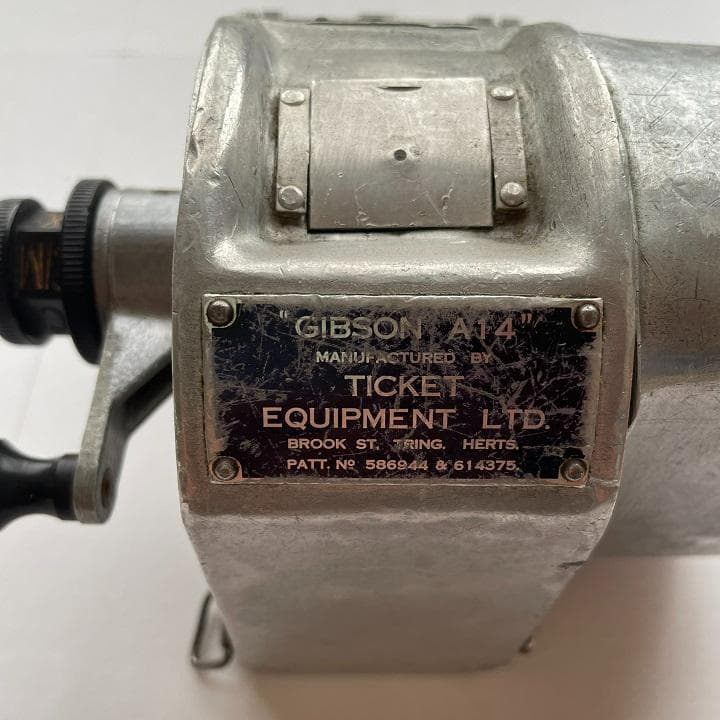 "GIBSON A14"
MANUFACTURED BY
TICKET
EQUIPMENT LTD.
BROOK ST. TRING. HERTS.
PATT. Nº 586944 & 614375.